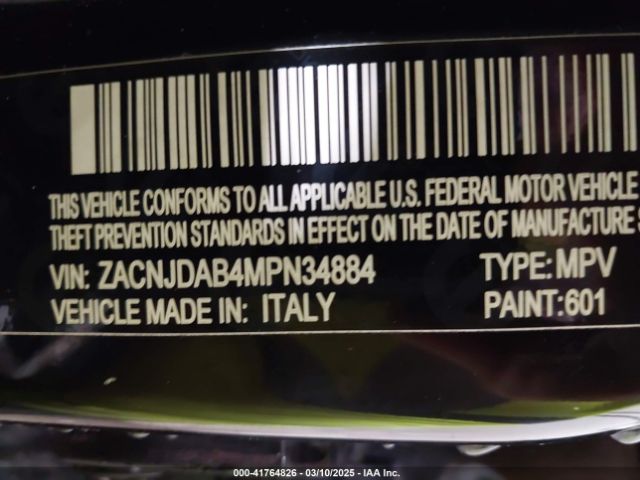 THIS VEHICLE CONFORMS TO ALL APPLICABLE U.S. FEDERAL MOTOR VEHICLE
THEFT PREVENTION STANDARDS IN EFFECT ON THE DATE OF MANUFACTURE
VIN: ZACNJDAB4MPN34884 TYPE: MPV
VEHICLE MADE IN: ITALY PAINT: 601
000-41764826 - 03/10/2025 - IAA Inc.